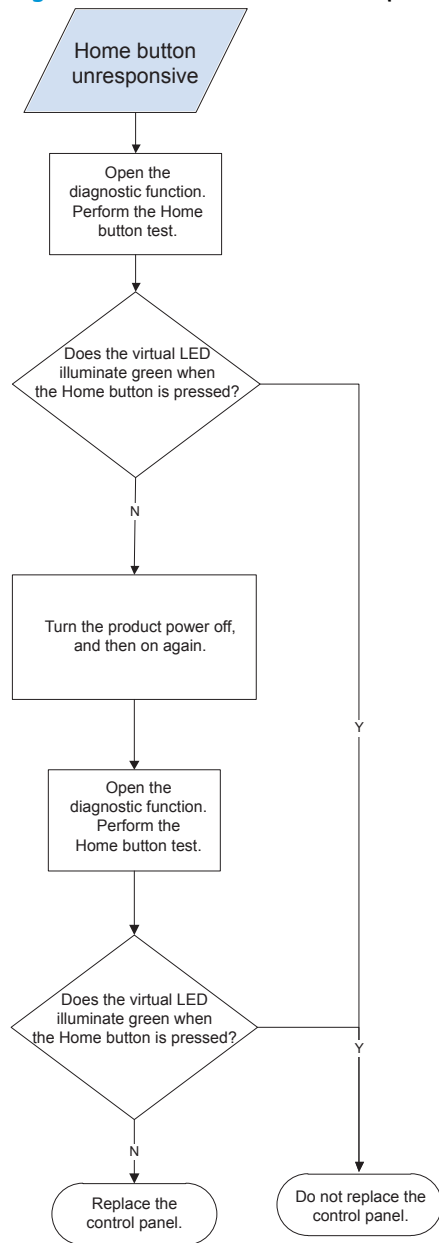 Home button
unresponsive
Open the
diagnostic function.
Perform the Home
button test.
Does the virtual LED
illuminate green when
the Home button is pressed?
N
Turn the product power off,
and then on again.
Y
Open the
diagnostic function.
Perform the
Home button test.
Does the virtual LED
illuminate green when
the Home button is pressed?
Y
N
Replace the
control panel.
Do not replace the
control panel.